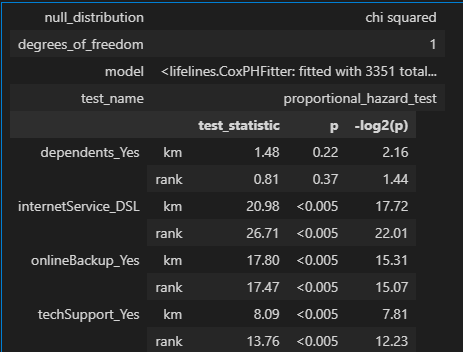 null_distribution chi squared
degrees_of_freedom 1
model <lifelines.CoxPHFitter: fitted with 3351 total...
test_name proportional_hazard_test
test_statistic p -log2(p)
dependents_Yes km 1.48 0.22 2.16
rank 0.81 0.37 1.44
internetService_DSL km 20.98 <0.005 17.72
rank 26.71 <0.005 22.01
onlineBackup_Yes km 17.80 <0.005 15.31
rank 17.47 <0.005 15.07
techSupport_Yes km 8.09 <0.005 7.81
rank 13.76 <0.005 12.23